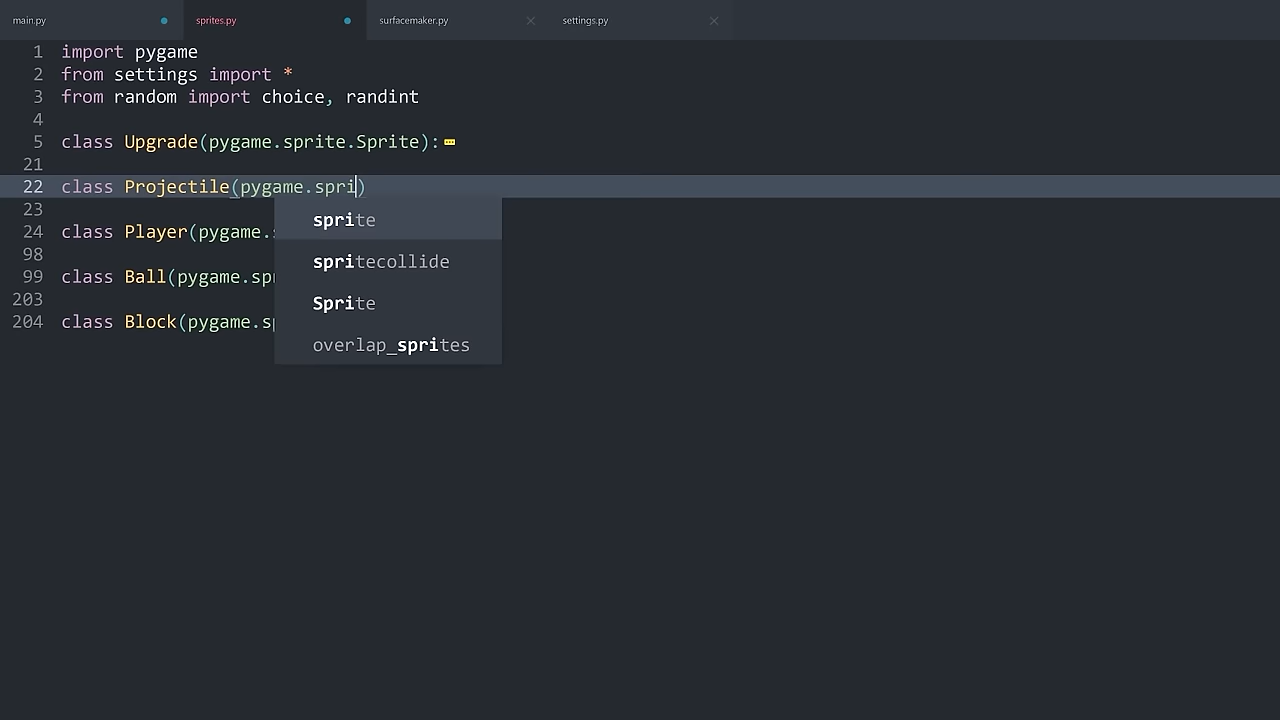 main.py sprites.py surfacemaker.py settings.py
1 import pygame
2 from settings import *
3 from random import choice, randint
4
5 class Upgrade(pygame.sprite.Sprite):
21
22 class Projectile(pygame.spri)
23
24 class Player(pygame.s
98
99 class Ball(pygame.spr
203
204 class Block(pygame.sp
sprite
spritecollide
Sprite
overlap_sprites